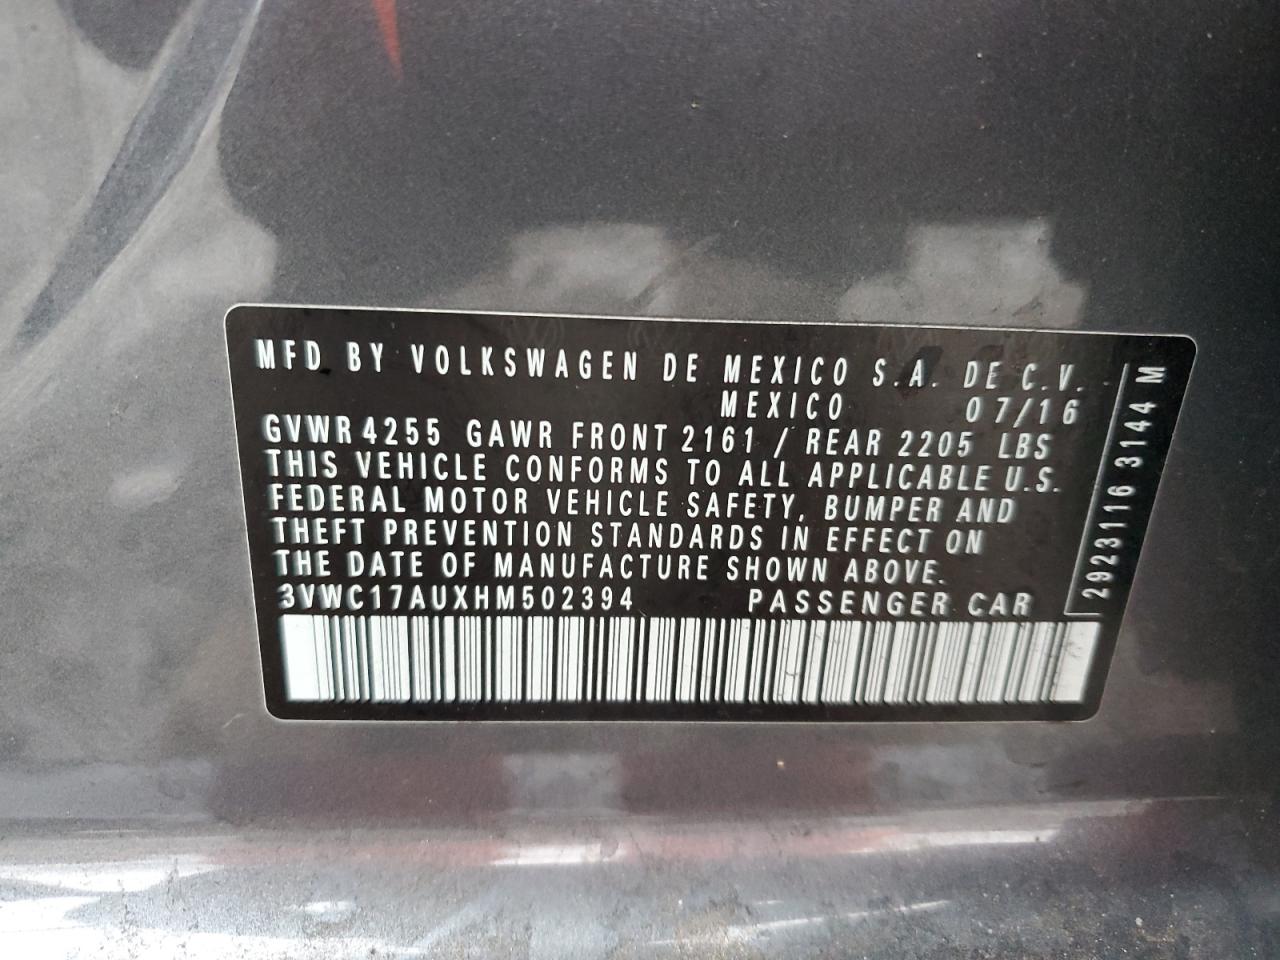 MFD BY VOLKSWAGEN DE MEXICO S.A. DE C.V.
MEXICO 07/16
GVWR 4255 GAWR FRONT 2161 / REAR 2205 LBS
THIS VEHICLE CONFORMS TO ALL APPLICABLE U.S.
FEDERAL MOTOR VEHICLE SAFETY, BUMPER AND
THEFT PREVENTION STANDARDS IN EFFECT ON
THE DATE OF MANUFACTURE SHOWN ABOVE.
3VWC17AUXHM502394 PASSENGER CAR
2923116 3144 M